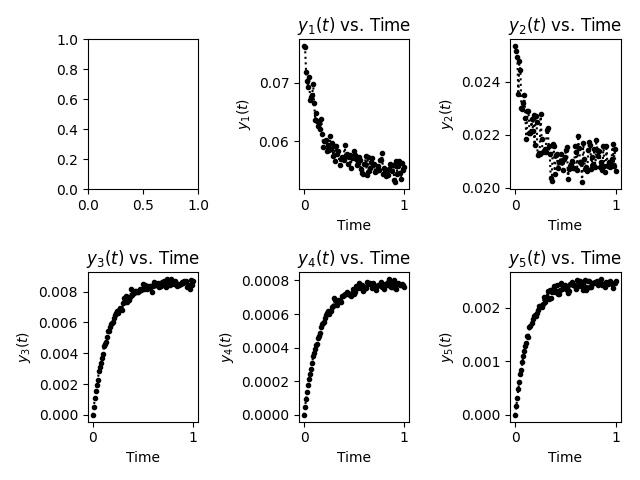 1.0
0.8
0.6
0.4
0.2
0.0
0.0 0.5 1.0
y₁(t) vs. Time
y₁(t)
0.07
0.06
0 1
Time
y₂(t) vs. Time
y₂(t)
0.024
0.022
0.020
0 1
Time
y₃(t) vs. Time
y₃(t)
0.008
0.006
0.004
0.002
0.000
0 1
Time
y₄(t) vs. Time
y₄(t)
0.0008
0.0006
0.0004
0.0002
0.0000
0 1
Time
y₅(t) vs. Time
y₅(t)
0.002
0.001
0.000
0 1
Time